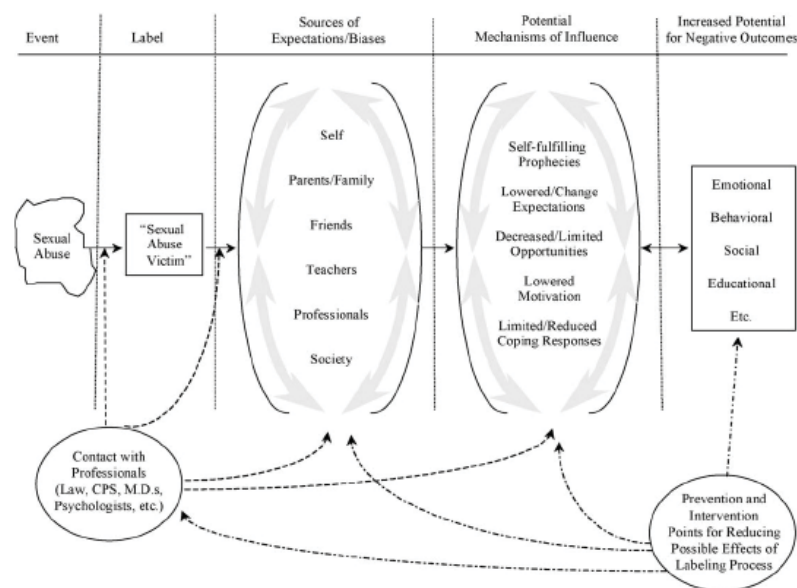 Event
Label
Sources of
Expectations/Biases
Potential
Mechanisms of Influence
Increased Potential
for Negative Outcomes
Sexual
Abuse
“Sexual
Abuse
Victim”
Self
Parents/Family
Friends
Teachers
Professionals
Society
Self-fulfilling
Prophecies
Lowered/Change
Expectations
Decreased/Limited
Opportunities
Lowered
Motivation
Limited/Reduced
Coping Responses
Emotional
Behavioral
Social
Educational
Etc.
Contact with
Professionals
(Law, CPS, M.D.s,
Psychologists, etc.)
Prevention and
Intervention
Points for Reducing
Possible Effects of
Labeling Process